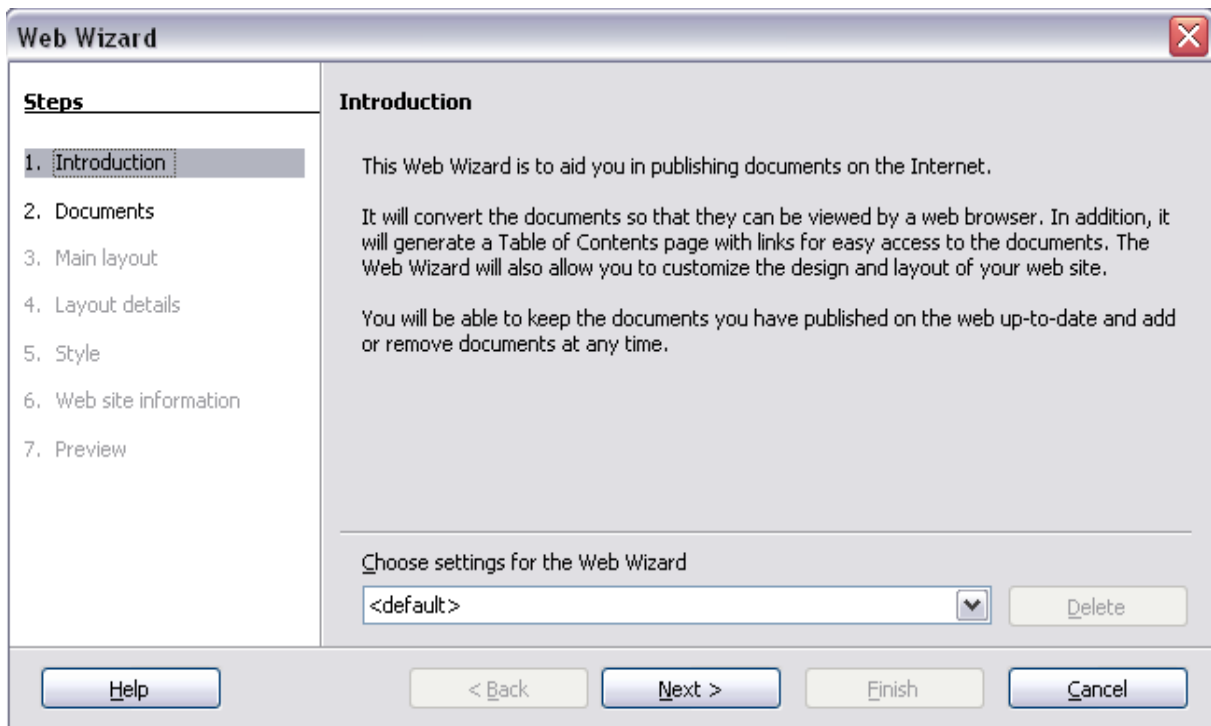 Web Wizard
Steps
1. Introduction
2. Documents
3. Main layout
4. Layout details
5. Style
6. Web site information
7. Preview
Introduction
This Web Wizard is to aid you in publishing documents on the Internet.
It will convert the documents so that they can be viewed by a web browser. In addition, it
will generate a Table of Contents page with links for easy access to the documents. The
Web Wizard will also allow you to customize the design and layout of your web site.
You will be able to keep the documents you have published on the web up-to-date and add
or remove documents at any time.
Choose settings for the Web Wizard
<default>
Delete
Help
< Back
Next >
Finish
Cancel